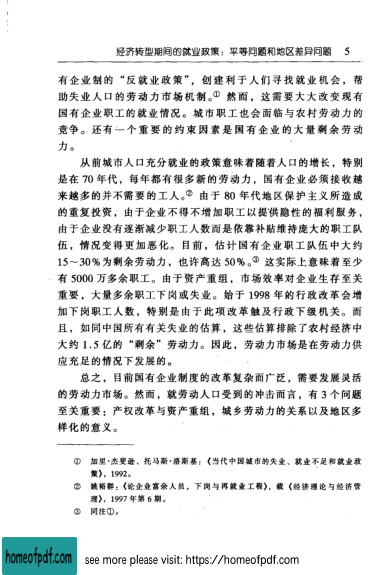 经济转型期间的就业政策：平等问题和地区差异问题 5
有企业制的“反就业政策”，创建利于人们寻找就业机会，帮
助失业人口的劳动力市场机制。① 然而，这需要大大改变现有
国有企业职工的就业情况。城市职工也会面临与农村劳动力的
竞争。还有一个重要的约束因素是国有企业的大量剩余劳动
力。
从前城市人口充分就业的政策意味着随着人口的增长，特别
是在 70 年代，每年都有很多新的劳动力，国有企业必须接收越
来越多的并不需要的工人。② 由于 80 年代地区保护主义所造成
的重复投资，由于企业不得不增加职工以提供隐性的福利服务，
由于企业没有逐渐减少职工人数而是依靠补贴维持庞大的职工队
伍，情况变得更加恶化。目前，估计国有企业职工队伍中大约
15～30％为剩余劳动力，也许高达 50％。③ 这实际上意味着至少
有 5000 万多余职工。由于资产重组，市场效率对企业生存至关
重要，大量多余职工下岗或失业。始于 1998 年的行政改革会增
加下岗职工人数，特别是由于此项改革触及行政下级机关。而
且，如同中国所有有关失业的估算，这些估算排除了农村经济中
大约 1.5 亿的“剩余”劳动力。因此，劳动力市场是在劳动力供
应充足的情况下发展的。
总之，目前国有企业制度的改革复杂而广泛，需要发展灵活
的劳动力市场。然而，就劳动人口受到的冲击而言，有 3 个问题
至关重要：产权改革与资产重组，城乡劳动力的关系以及地区多
样化的意义。
① 加里·杰斐逊、托马斯·洛斯基：《当代中国城市的失业、就业不足和就业政
策》，1992。
② 姚裕群：《论企业富余人员，下岗与再就业工程》，载《经济理论与经济管
理》，1997 年第 6 期。
③ 同注①。
homeofpdf.com
see more please visit: https://homeofpdf.com